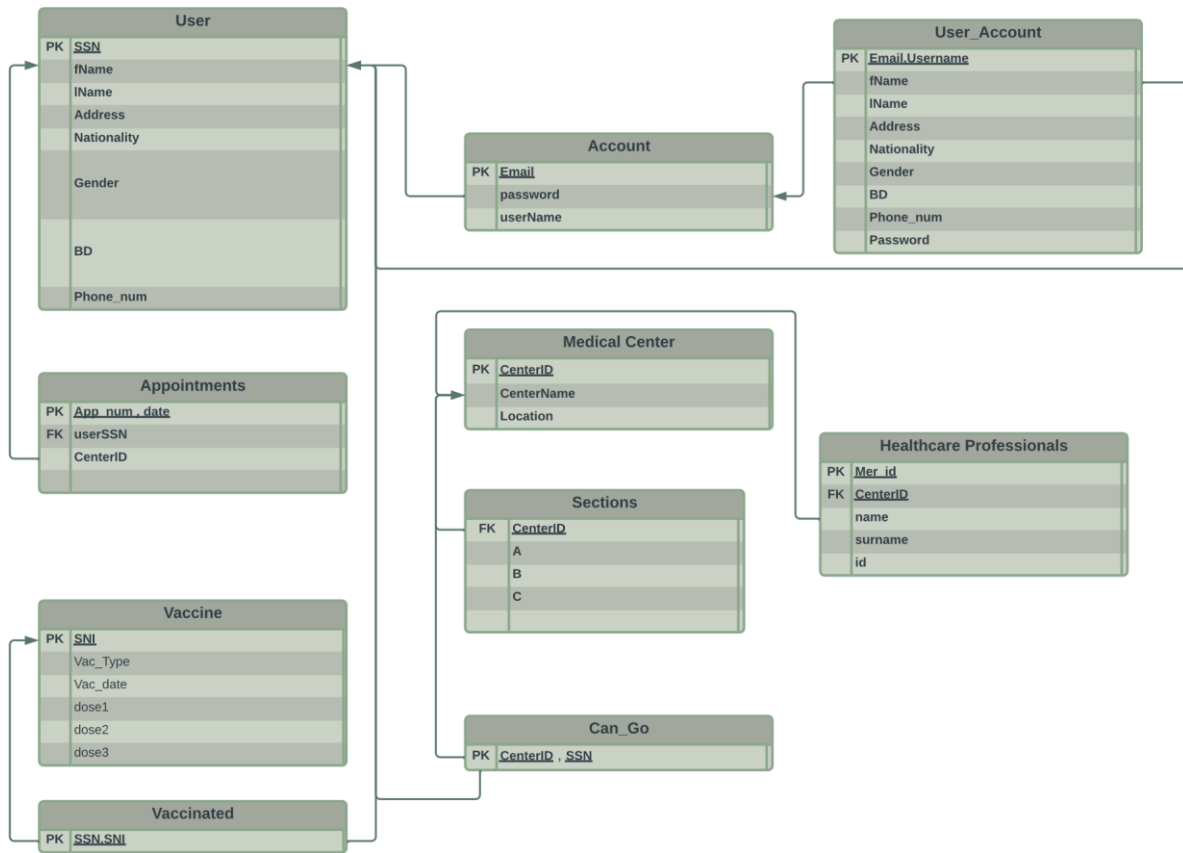 User
PK SSN
fName
lName
Address
Nationality
Gender
BD
Phone_num
User_Account
PK Email,Username
fName
lName
Address
Nationality
Gender
BD
Phone_num
Password
Account
PK Email
password
userName
Appointments
PK App_num , date
FK userSSN
CenterID
Medical Center
PK CenterID
CenterName
Location
Healthcare Professionals
PK Mer_id
FK CenterID
name
surname
id
Sections
FK CenterID
A
B
C
Vaccine
PK SNI
Vac_Type
Vac_date
dose1
dose2
dose3
Can_Go
PK CenterID , SSN
Vaccinated
PK SSN,SNI